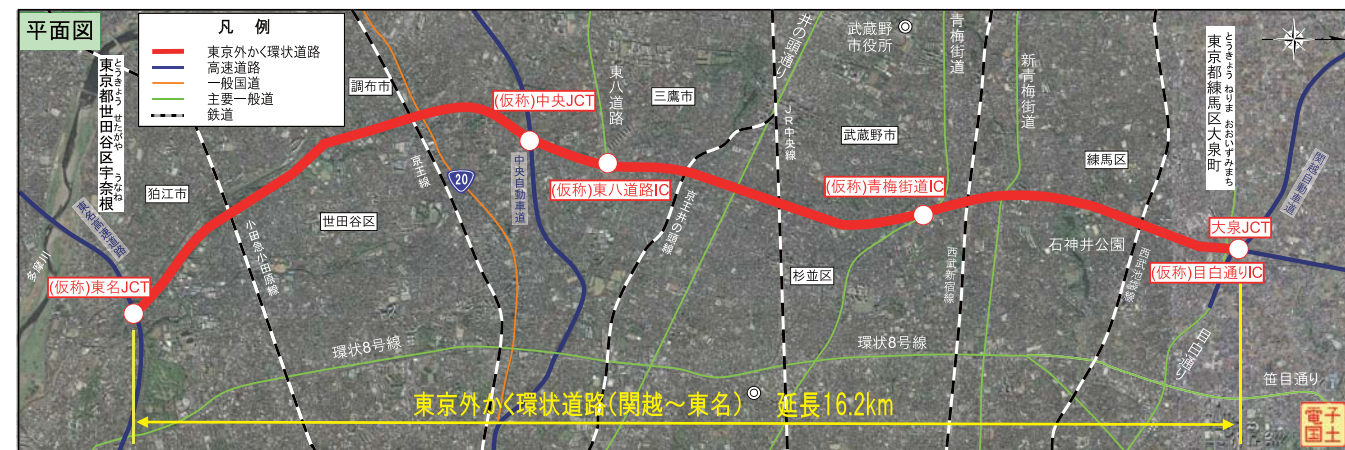 平面図
凡 例
東京外かく環状道路
高速道路
一般国道
主要一般道
鉄道
とうきょう せたがや うなね
東京都世田谷区宇奈根
調布市
(仮称)中央JCT
東八道路
三鷹市
井の頭通り
武蔵野
市役所
青梅街道
新青梅街道
とうきょう ねりま おおいずみまち
東京都練馬区大泉町
関越自動車道
狛江市
東名高速道路
多摩川
(仮称)東名JCT
小田急小田原線
世田谷区
京王線
20
中央自動車道
(仮称)東八道路IC
京王井の頭線
JR中央線
武蔵野市
(仮称)青梅街道IC
杉並区
西武新宿線
練馬区
石神井公園
西武池袋線
大泉JCT
(仮称)目白通りIC
目白通り
笹目通り
環状8号線
環状8号線
東京外かく環状道路(関越～東名) 延長16.2km
電子
国土